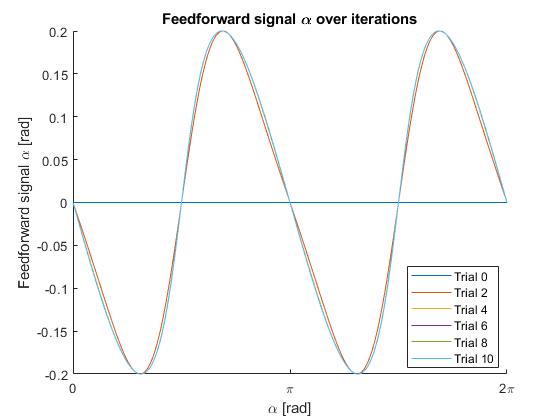 Feedforward signal α over iterations
Feedforward signal α [rad]
0.2
0.15
0.1
0.05
0
-0.05
-0.1
-0.15
-0.2
Trial 0
Trial 2
Trial 4
Trial 6
Trial 8
Trial 10
0 π 2π
α [rad]